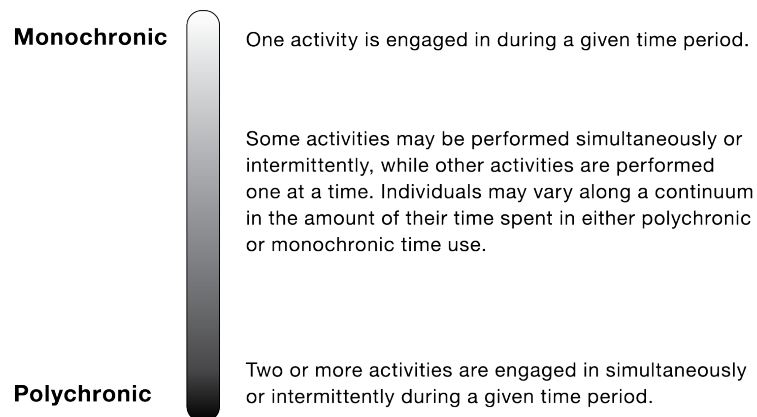 Monochronic
One activity is engaged in during a given time period.
Some activities may be performed simultaneously or
intermittently, while other activities are performed
one at a time. Individuals may vary along a continuum
in the amount of their time spent in either polychronic
or monochronic time use.
Polychronic
Two or more activities are engaged in simultaneously
or intermittently during a given time period.